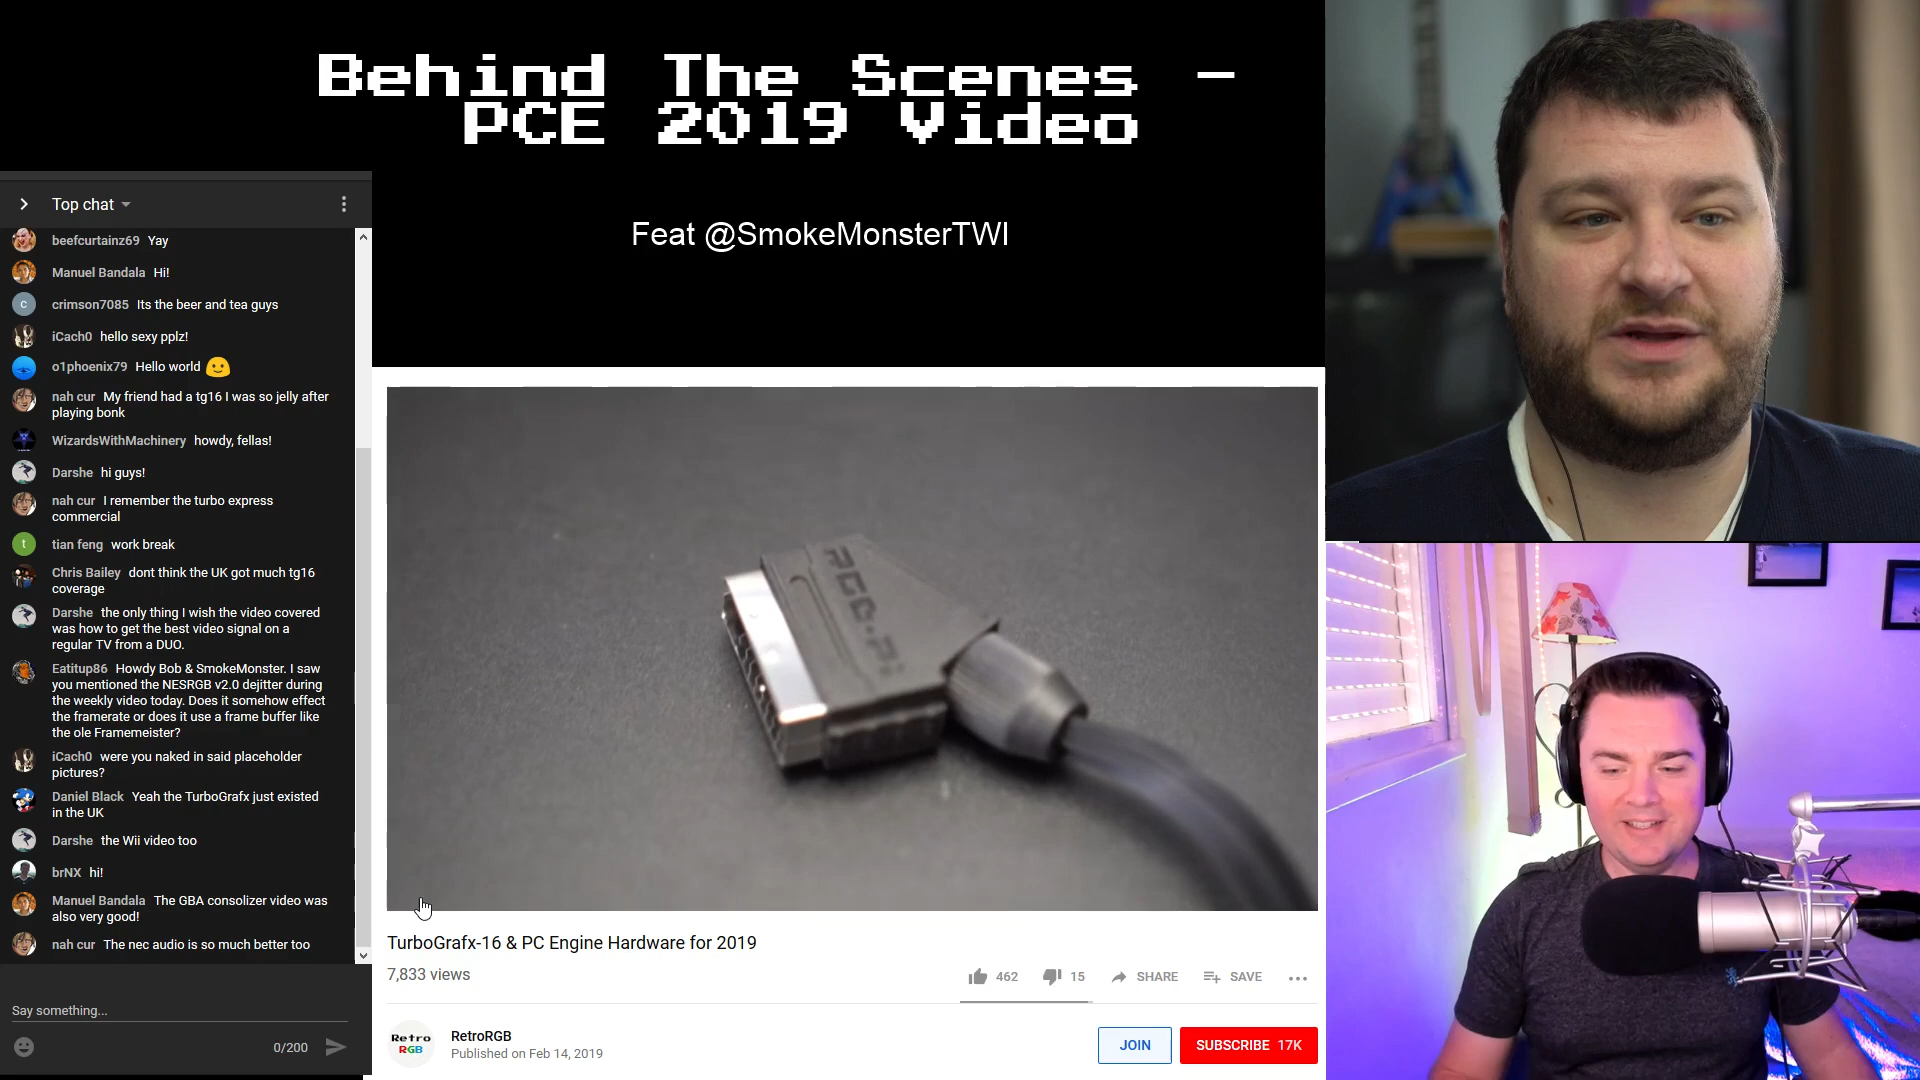 Behind The Scenes -
PCE 2019 Video
Feat @SmokeMonsterTWI
Top chat
beefcurtainz69 Yay
Manuel Bandala Hi!
c
crimson7085 Its the beer and tea guys
iCach0 hello sexy pplz!
o1phoenix79 Hello world
nah cur My friend had a tg16 I was so jelly after
playing bonk
WizardsWithMachinery howdy, fellas!
Darshe hi guys!
nah cur I remember the turbo express
commercial
t
tian feng work break
Chris Bailey dont think the UK got much tg16
coverage
Darshe the only thing I wish the video covered
was how to get the best video signal on a
regular TV from a DUO.
Eatitup86 Howdy Bob & SmokeMonster. I saw
you mentioned the NESRGB v2.0 dejitter during
the weekly video today. Does it somehow effect
the framerate or does it use a frame buffer like
the ole Framemeister?
iCach0 were you naked in said placeholder
pictures?
Daniel Black Yeah the TurboGrafx just existed
in the UK
Darshe the Wii video too
brNX hi!
Manuel Bandala The GBA consolizer video was
also very good!
nah cur The nec audio is so much better too
Say something...
0/200
TurboGrafx-16 & PC Engine Hardware for 2019
7,833 views
462
15
SHARE
SAVE
Retro
RGB
RetroRGB
Published on Feb 14, 2019
JOIN
SUBSCRIBE 17K